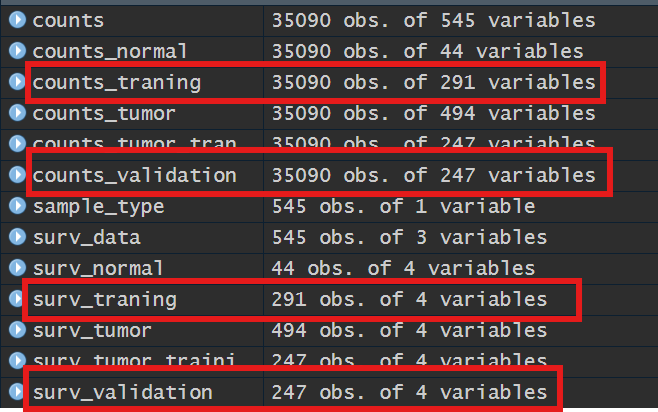 counts 35090 obs. of 545 variables
counts_normal 35090 obs. of 44 variables
counts_traning 35090 obs. of 291 variables
counts_tumor 35090 obs. of 494 variables
counts_tumor_tran… 35090 obs. of 247 variables
counts_validation 35090 obs. of 247 variables
sample_type 545 obs. of 1 variable
surv_data 545 obs. of 3 variables
surv_normal 44 obs. of 4 variables
surv_traning 291 obs. of 4 variables
surv_tumor 494 obs. of 4 variables
surv_tumor_traini… 247 obs. of 4 variables
surv_validation 247 obs. of 4 variables